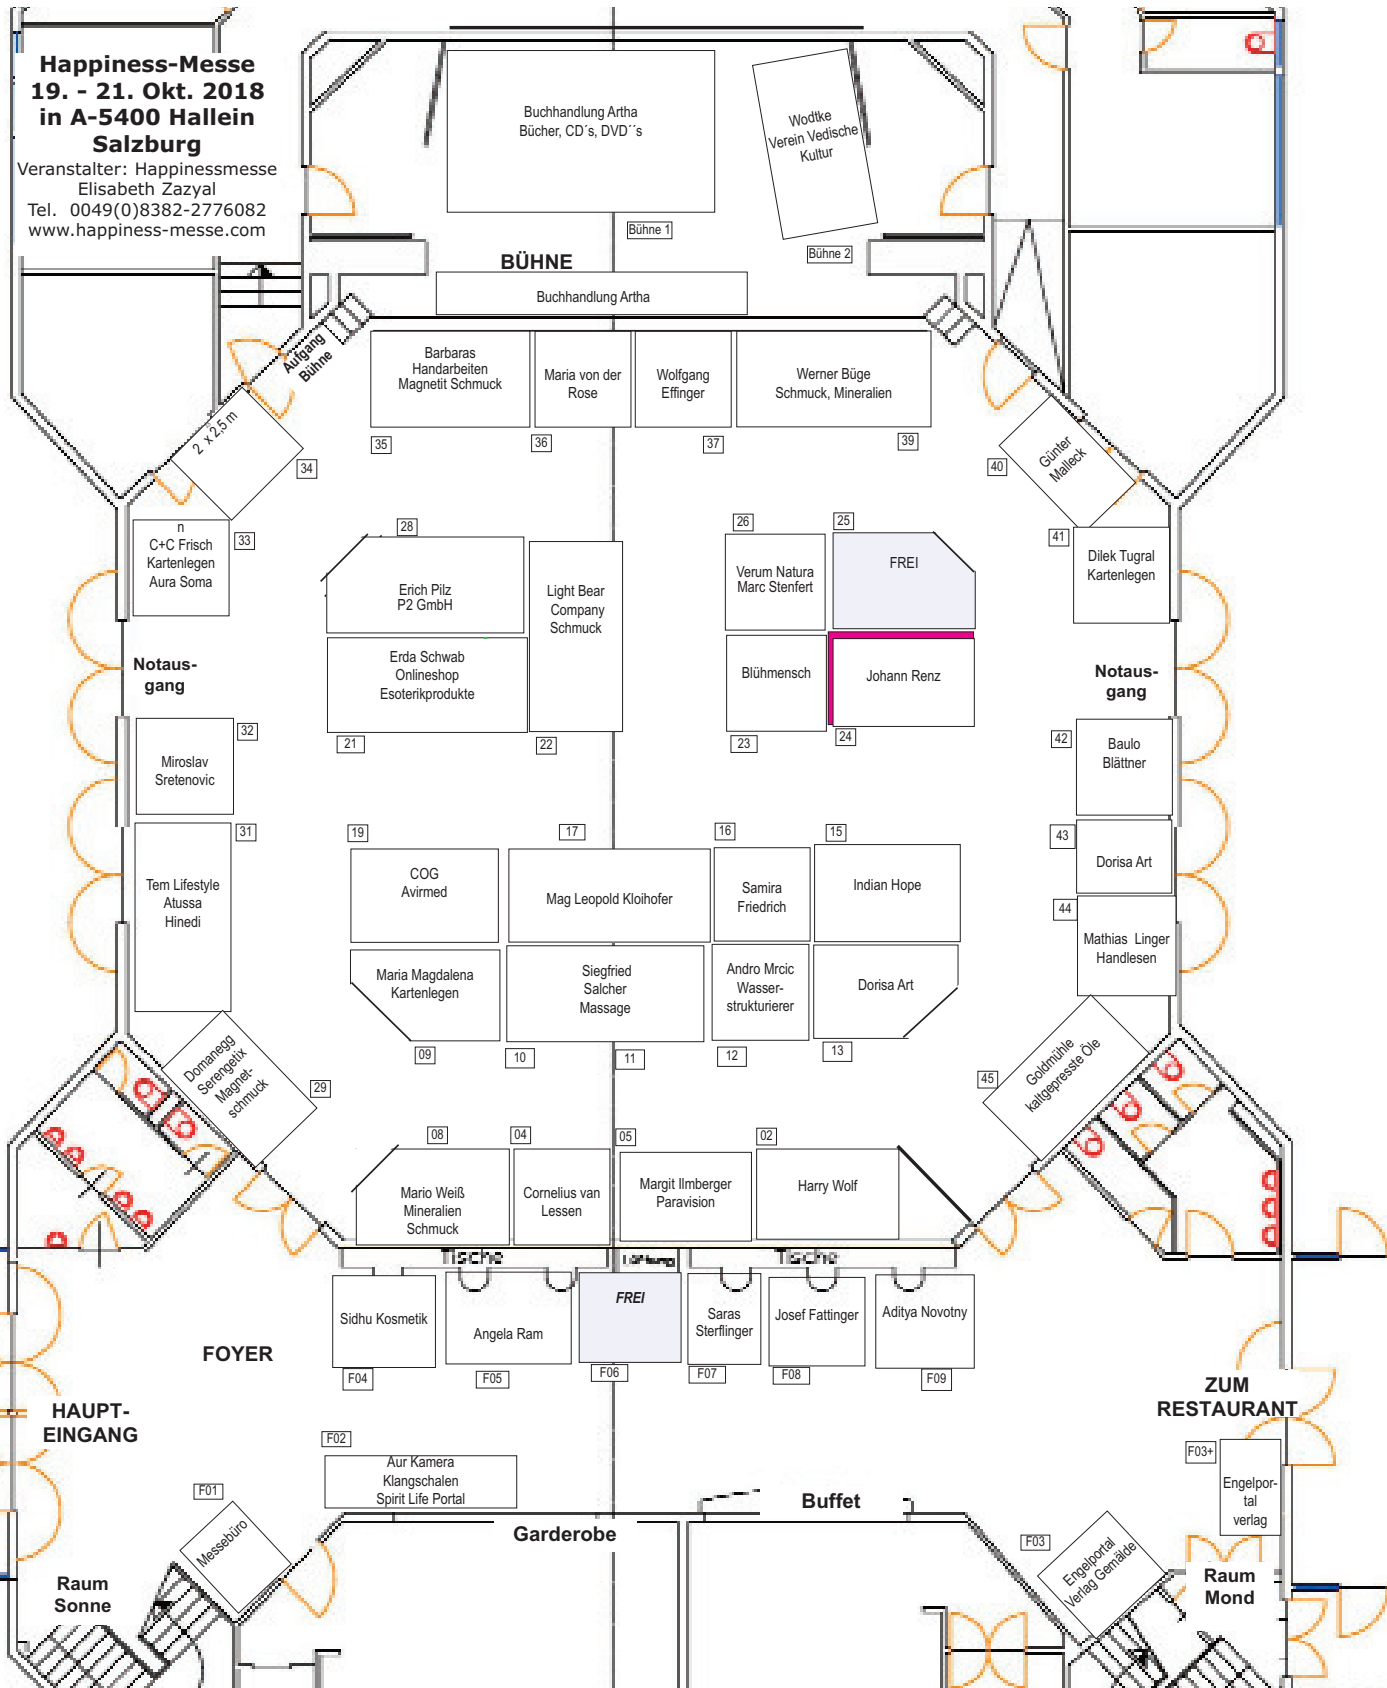 Happiness-Messe
19. - 21. Okt. 2018
in A-5400 Hallein
Salzburg
Veranstalter: Happinessmesse
Elisabeth Zazyal
Tel.  0049(0)8382-2776082
www.happiness-messe.com
Buchhandlung Artha
Bücher, CD´s, DVD´´s
Wodtke
Verein Vedische
Kultur
Bühne 1
Bühne 2
BÜHNE
Buchhandlung Artha
Aufgang
Bühne
Barbaras
Handarbeiten
Magnetit Schmuck
Maria von der
Rose
Wolfgang
Effinger
Werner Büge
Schmuck, Mineralien
35
36
37
39
2  x 2,5 m
34
40
Günter
Malleck
n
C+C Frisch
Kartenlegen
Aura Soma
33
28
26
25
41
Dilek Tugral
Kartenlegen
Erich Pilz
P2 GmbH
Light Bear
Company
Schmuck
Verum Natura
Marc Stenfert
FREI
Erda Schwab
Onlineshop
Esoterikprodukte
Blühmensch
Johann Renz
Notaus-
gang
Notaus-
gang
21
22
23
24
32
Miroslav
Sretenovic
42
Baulo
Blättner
31
19
17
16
15
43
Dorisa Art
Tem Lifestyle
Atussa
Hinedi
COG
Avirmed
Mag Leopold Kloihofer
Samira
Friedrich
Indian Hope
44
Mathias  Linger
Handlesen
Maria Magdalena
Kartenlegen
Siegfried
Salcher
Massage
Andro Mrcic
Wasser-
strukturierer
Dorisa Art
09
10
11
12
13
Domanegg
Serengetix
Magnet-
schmuck
29
45
Goldmühle
kaltgepresste Öle
08
04
05
02
Mario Weiß
Mineralien
Schmuck
Cornelius van
Lessen
Margit Ilmberger
Paravision
Harry Wolf
Tische
Lüftung
Tische
Sidhu Kosmetik
Angela Ram
FREI
Saras
Sterflinger
Josef Fattinger
Aditya Novotny
F04
F05
F06
F07
F08
F09
FOYER
HAUPT-
EINGANG
ZUM
RESTAURANT
F02
Aur Kamera
Klangschalen
Spirit Life Portal
F03+
Engelpor-
tal
verlag
F01
Messebüro
Garderobe
Buffet
F03
Engelportal
Verlag Gemälde
Raum
Sonne
Raum
Mond